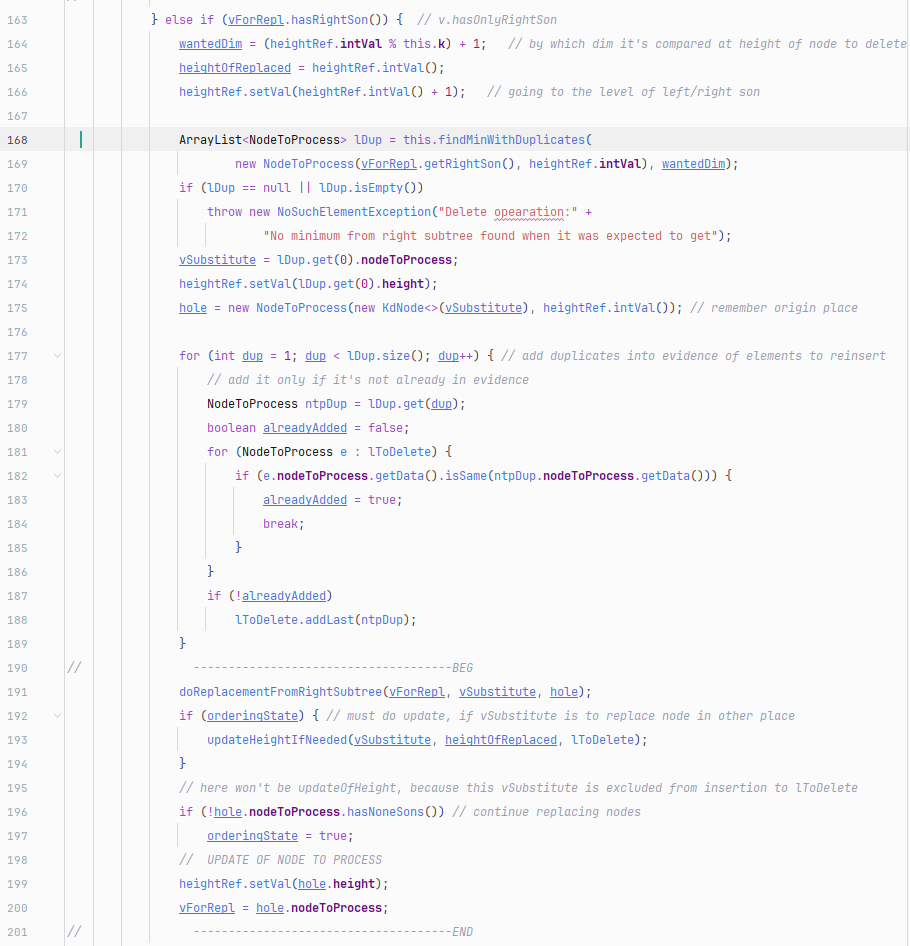 163 } else if (vForRepl.hasRightSon()) {  // v.hasOnlyRightSon
164 wantedDim = (heightRef.intVal % this.k) + 1;   // by which dim it's compared at height of node to delete
165 heightOfReplaced = heightRef.intVal();
166 heightRef.setVal(heightRef.intVal() + 1);   // going to the level of left/right son
167
168 ArrayList<NodeToProcess> lDup = this.findMinWithDuplicates(
169 new NodeToProcess(vForRepl.getRightSon(), heightRef.intVal), wantedDim);
170 if (lDup == null || lDup.isEmpty())
171 throw new NoSuchElementException("Delete opearation:" +
172 "No minimum from right subtree found when it was expected to get");
173 vSubstitute = lDup.get(0).nodeToProcess;
174 heightRef.setVal(lDup.get(0).height);
175 hole = new NodeToProcess(new KdNode<>(vSubstitute), heightRef.intVal()); // remember origin place
176
177 for (int dup = 1; dup < lDup.size(); dup++) { // add duplicates into evidence of elements to reinsert
178 // add it only if it's not already in evidence
179 NodeToProcess ntpDup = lDup.get(dup);
180 boolean alreadyAdded = false;
181 for (NodeToProcess e : lToDelete) {
182 if (e.nodeToProcess.getData().isSame(ntpDup.nodeToProcess.getData())) {
183 alreadyAdded = true;
184 break;
185 }
186 }
187 if (!alreadyAdded)
188 lToDelete.addLast(ntpDup);
189 }
190 // -------------------------------------BEG
191 doReplacementFromRightSubtree(vForRepl, vSubstitute, hole);
192 if (orderingState) { // must do update, if vSubstitute is to replace node in other place
193 updateHeightIfNeeded(vSubstitute, heightOfReplaced, lToDelete);
194 }
195 // here won't be updateOfHeight, because this vSubstitute is excluded from insertion to lToDelete
196 if (!hole.nodeToProcess.hasNoneSons()) // continue replacing nodes
197 orderingState = true;
198 //  UPDATE OF NODE TO PROCESS
199 heightRef.setVal(hole.height);
200 vForRepl = hole.nodeToProcess;
201 // -------------------------------------END